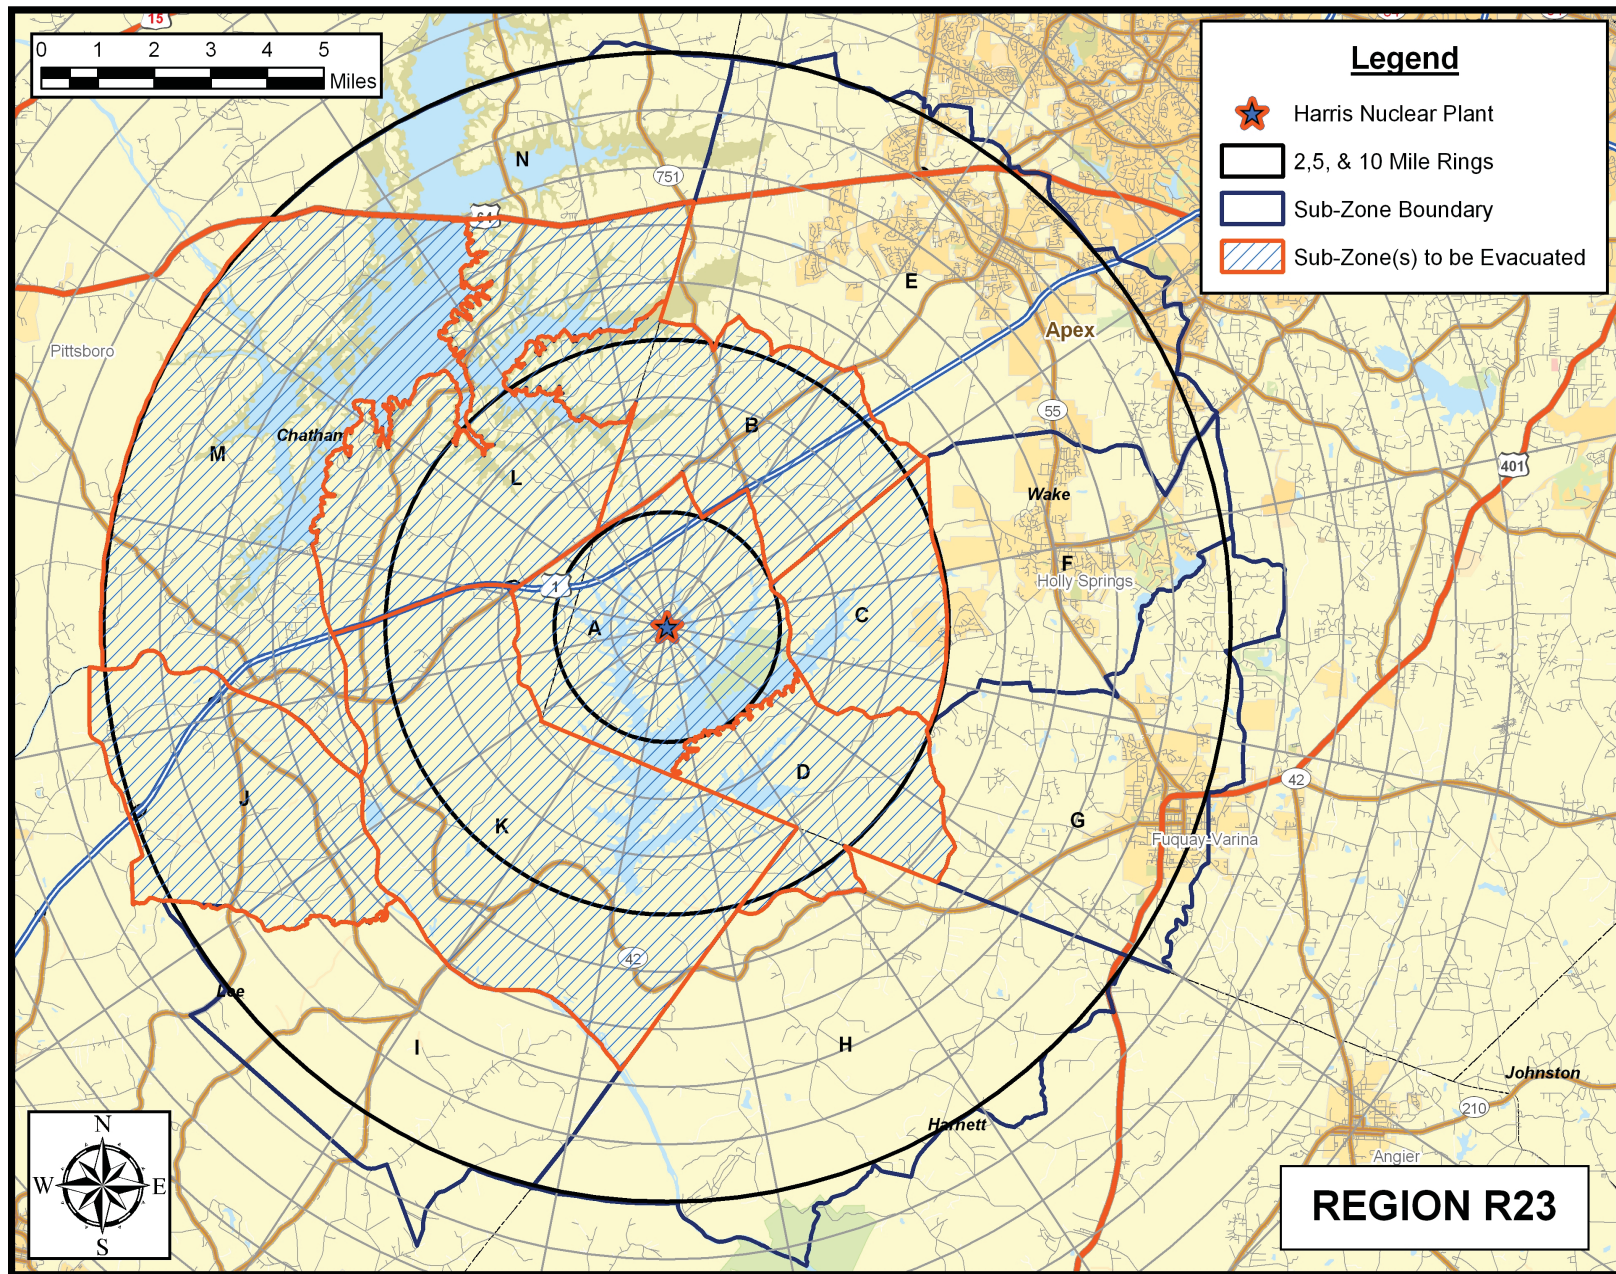 15
0 1 2 3 4 5
Miles
Legend
Harris Nuclear Plant
2,5, & 10 Mile Rings
Sub-Zone Boundary
Sub-Zone(s) to be Evacuated
N
751
64
E
Apex
Pittsboro
55
B
Chatham
M
L
401
Wake
F
Holly Springs
1
A
C
D
42
J
K
G
Fuquay-Varina
42
Lee
I
H
Johnston
210
Harnett
Angier
N
W E
S
REGION R23